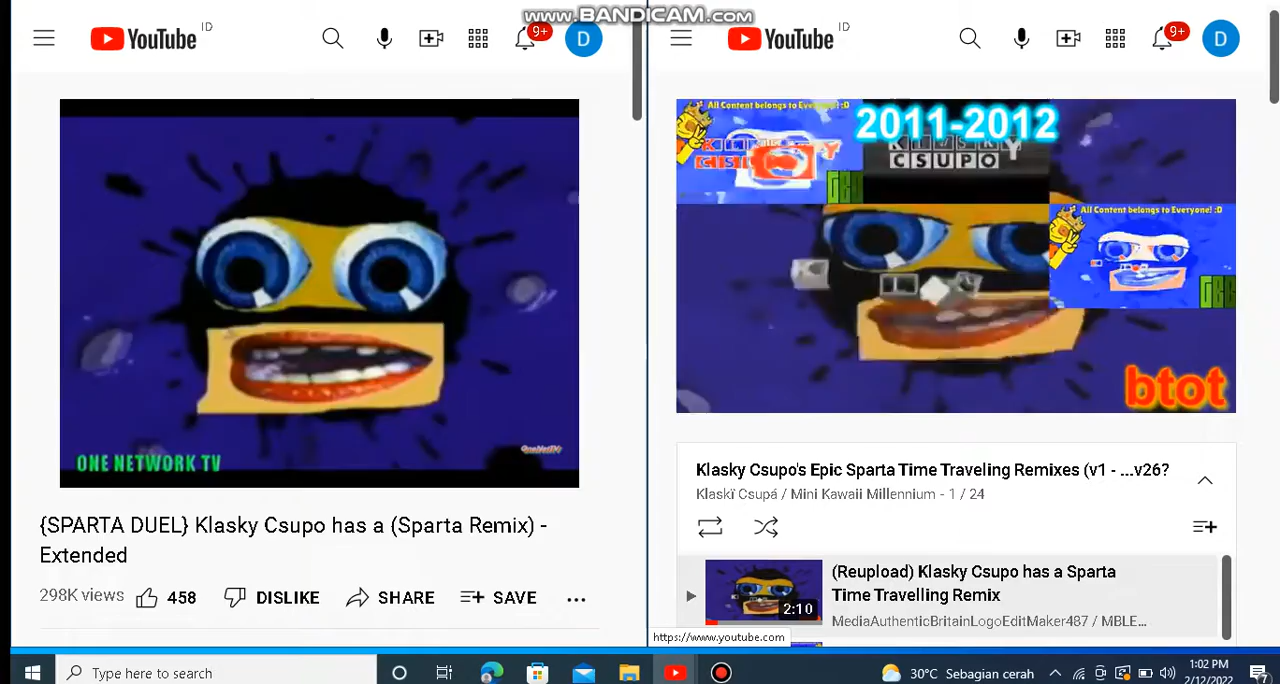 www.BANDICAM.com
YouTube ID
9+
D
YouTube ID
9+
D
ONE NETWORK TV
{SPARTA DUEL} Klasky Csupo has a (Sparta Remix) -
Extended
298K views
458
DISLIKE
SHARE
SAVE
All Content belongs to Everyone! :D
2011-2012
KLASKY
CSUPO
KLASKY
CSUPO
All Content belongs to Everyone! :D
btot
Klasky Csupo's Epic Sparta Time Traveling Remixes (v1 - ...v26?
Klaskï Csupá / Mini Kawaii Millennium - 1 / 24
2:10
(Reupload) Klasky Csupo has a Sparta
Time Travelling Remix
MediaAuthenticBritainLogoEditMaker487 / MBLE...
https://www.youtube.com
Type here to search
30°C Sebagian cerah
1:02 PM
2/12/2022
7